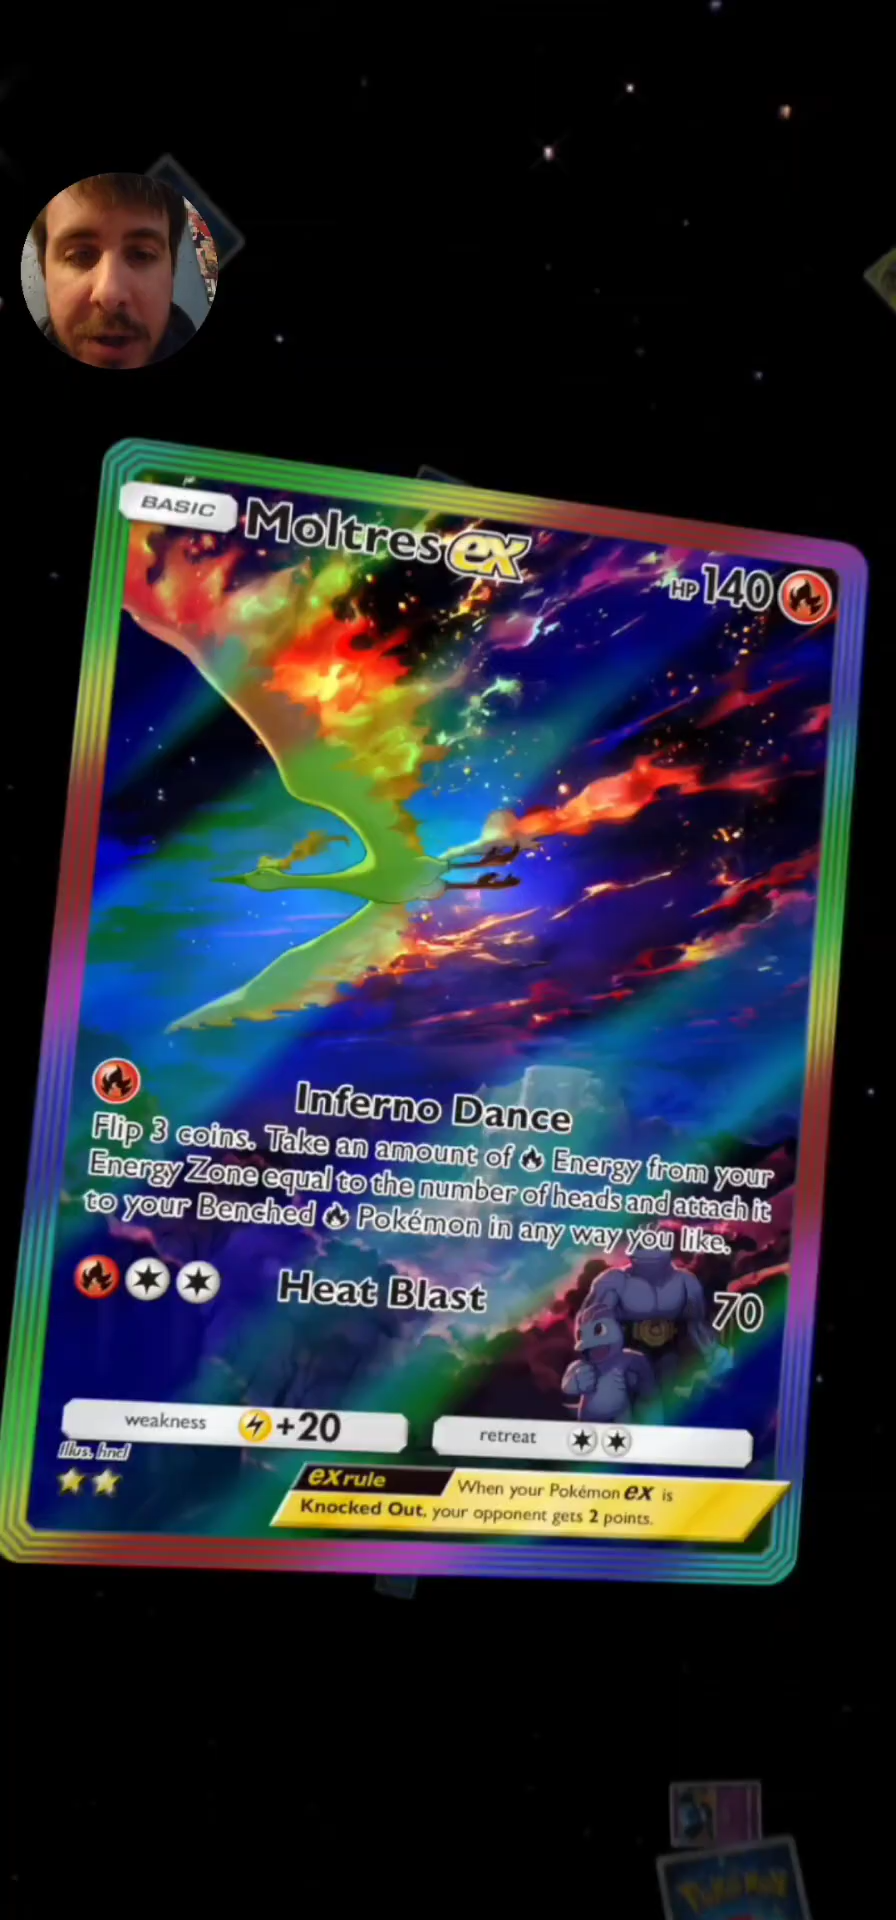 BASIC Moltres ex HP 140
Inferno Dance
Flip 3 coins. Take an amount of Energy from your
Energy Zone equal to the number of heads and attach it
to your Benched Pokémon in any way you like.
Heat Blast 70
weakness +20 retreat
Illus. hncl
ex rule When your Pokémon ex is
Knocked Out, your opponent gets 2 points.
Pokémon